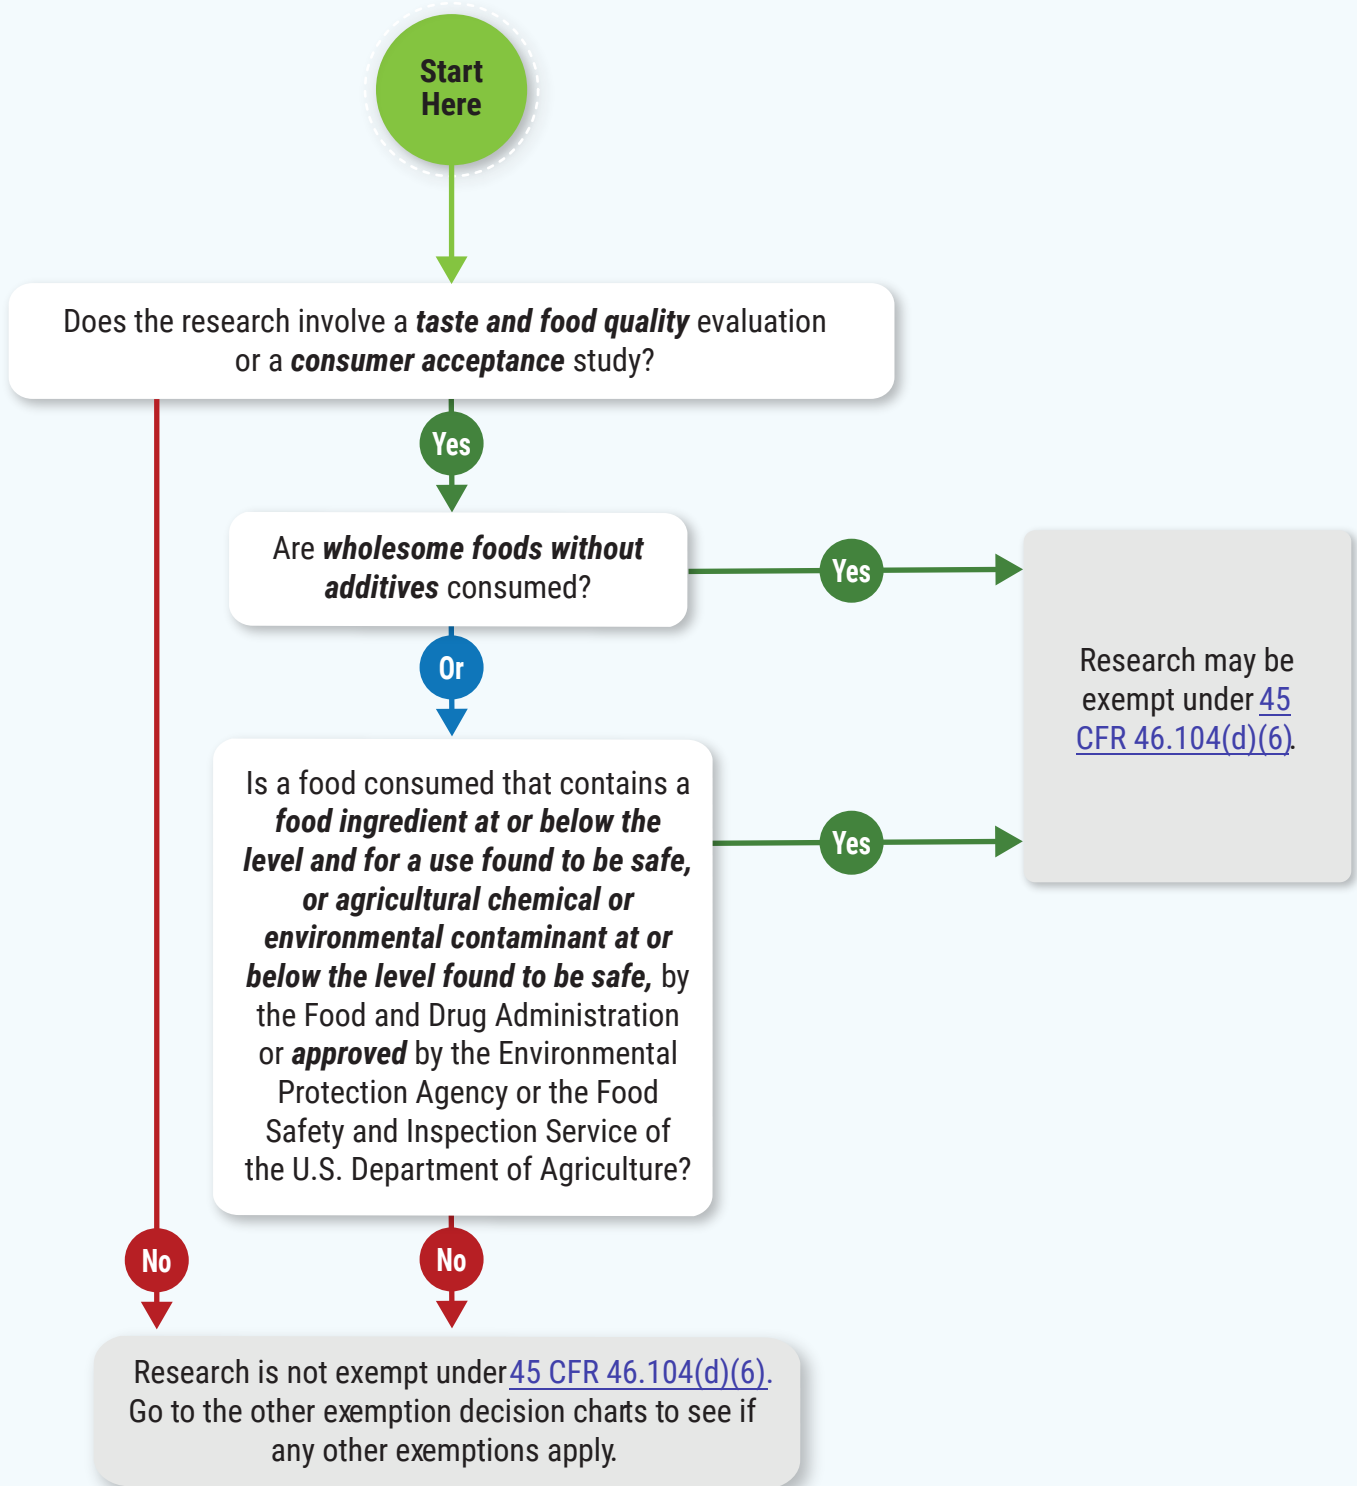 Start
Here
Does the research involve a taste and food quality evaluation
or a consumer acceptance study?
Yes
Are wholesome foods without
additives consumed?
Yes
Or
Is a food consumed that contains a
food ingredient at or below the
level and for a use found to be safe,
or agricultural chemical or
environmental contaminant at or
below the level found to be safe, by
the Food and Drug Administration
or approved by the Environmental
Protection Agency or the Food
Safety and Inspection Service of
the U.S. Department of Agriculture?
Yes
Research may be
exempt under 45
CFR 46.104(d)(6).
No
No
Research is not exempt under 45 CFR 46.104(d)(6).
Go to the other exemption decision charts to see if
any other exemptions apply.